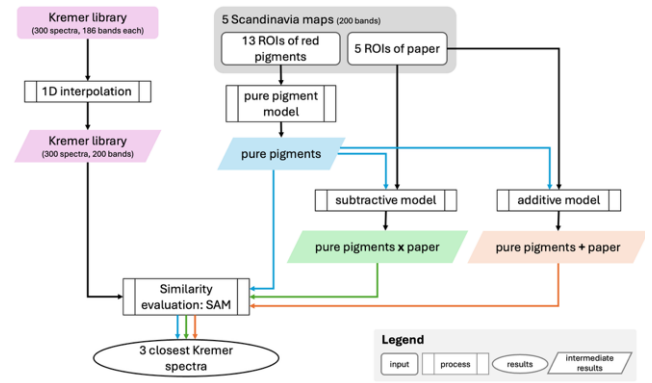 Kremer library
(300 spectra, 186 bands each)
5 Scandinavia maps (200 bands)
13 ROIs of red
pigments
5 ROIs of paper
1D interpolation
pure pigment
model
Kremer library
(300 spectra, 200 bands)
pure pigments
subtractive model
additive model
pure pigments x paper
pure pigments + paper
Similarity
evaluation: SAM
3 closest Kremer
spectra
Legend
input
process
results
intermediate
results